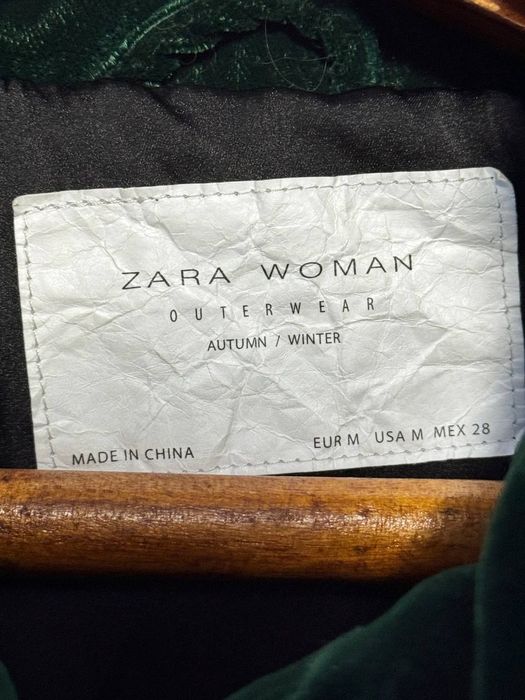 ZARA WOMAN
OUTERWEAR
AUTUMN / WINTER
MADE IN CHINA
EUR M USA M MEX 28